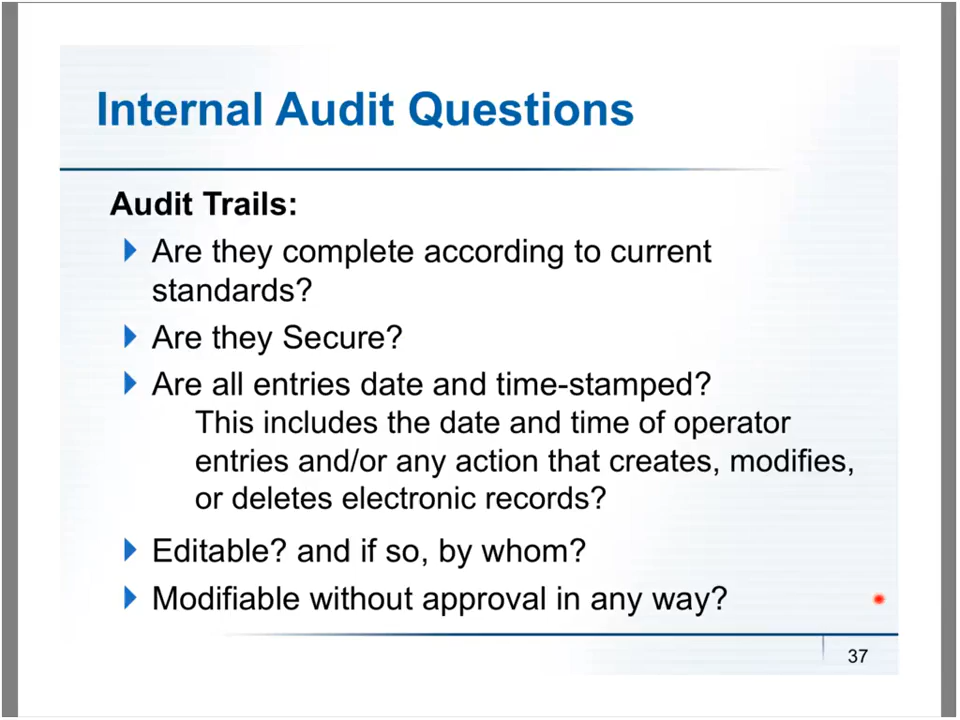 Internal Audit Questions
Audit Trails:
Are they complete according to current
standards?
Are they Secure?
Are all entries date and time-stamped?
This includes the date and time of operator
entries and/or any action that creates, modifies,
or deletes electronic records?
Editable? and if so, by whom?
Modifiable without approval in any way?
37